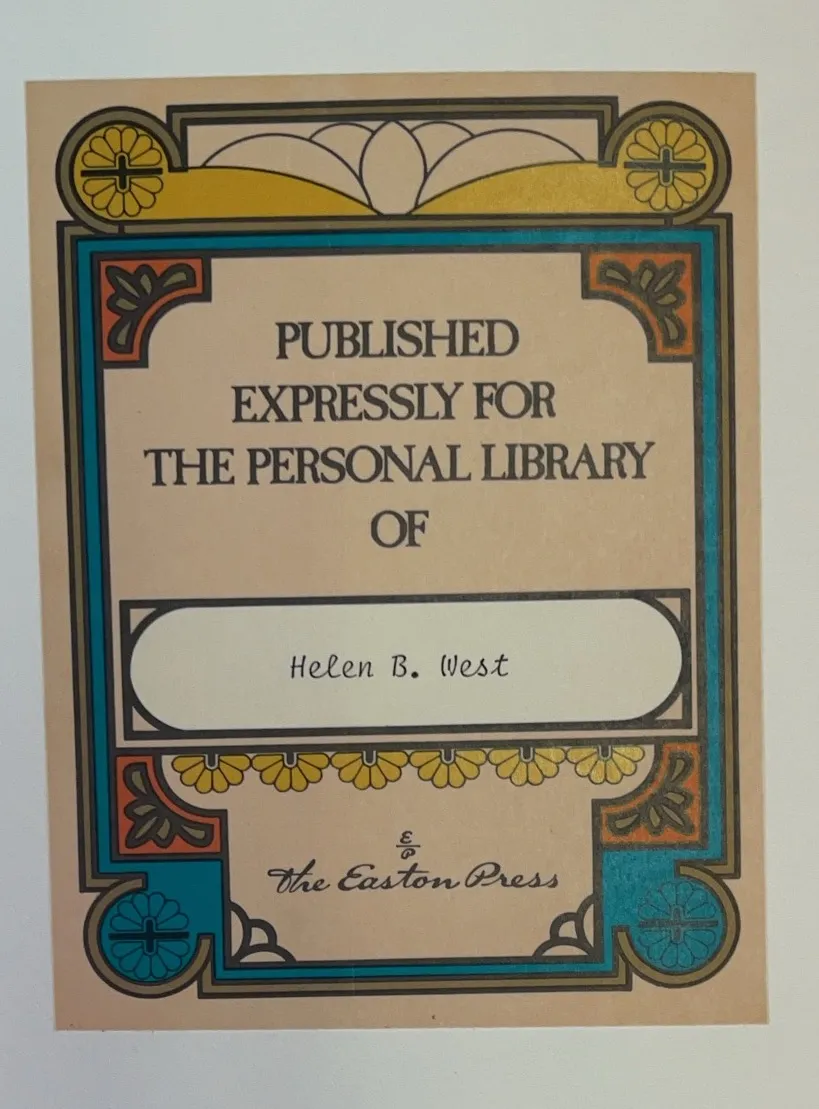 PUBLISHED
EXPRESSLY FOR
THE PERSONAL LIBRARY
OF
Helen B. West
E
P
The Easton Press